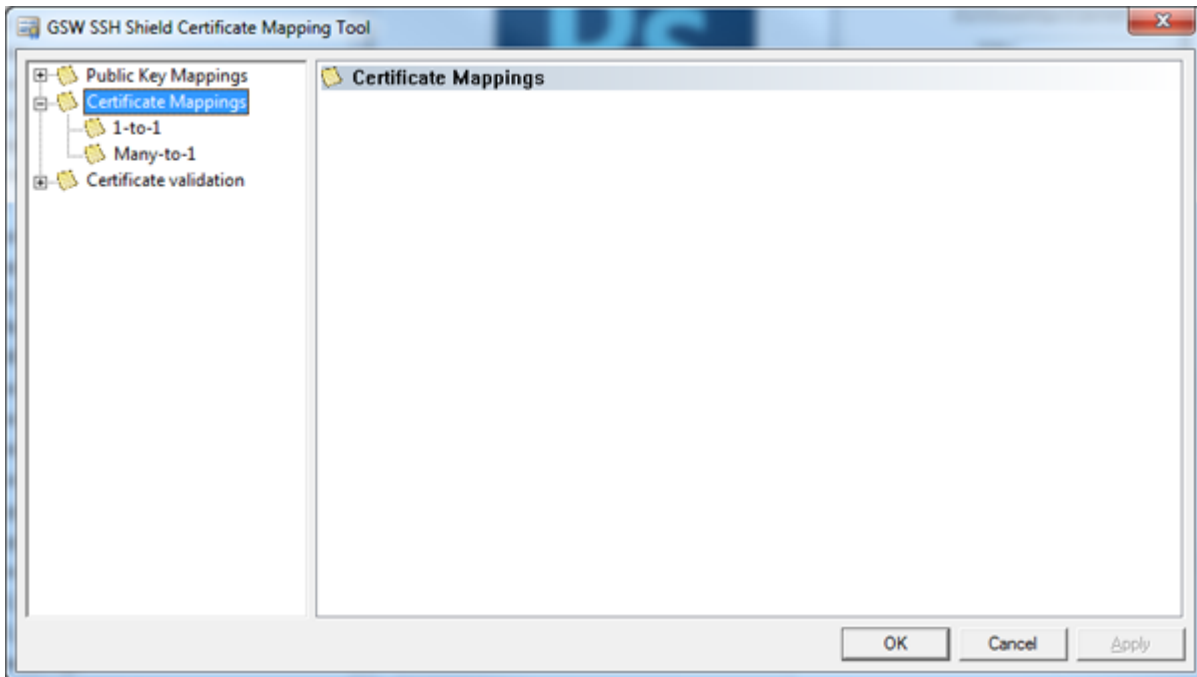 GSW SSH Shield Certificate Mapping Tool
Public Key Mappings
Certificate Mappings
1-to-1
Many-to-1
Certificate validation
Certificate Mappings
OK
Cancel
Apply